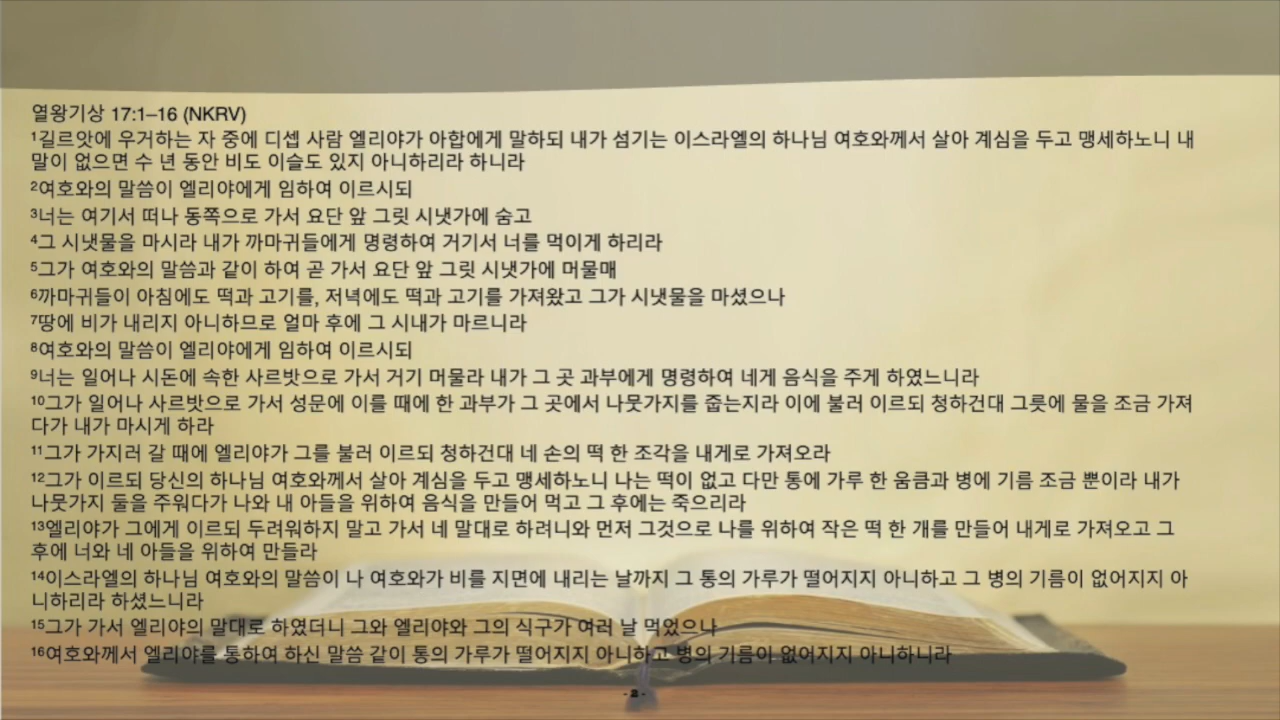 열왕기상 17:1–16 (NKRV)
¹길르앗에 우거하는 자 중에 디셉 사람 엘리야가 아합에게 말하되 내가 섬기는 이스라엘의 하나님 여호와께서 살아 계심을 두고 맹세하노니 내
말이 없으면 수 년 동안 비도 이슬도 있지 아니하리라 하니라
²여호와의 말씀이 엘리야에게 임하여 이르시되
³너는 여기서 떠나 동쪽으로 가서 요단 앞 그릿 시냇가에 숨고
⁴그 시냇물을 마시라 내가 까마귀들에게 명령하여 거기서 너를 먹이게 하리라
⁵그가 여호와의 말씀과 같이 하여 곧 가서 요단 앞 그릿 시냇가에 머물매
⁶까마귀들이 아침에도 떡과 고기를, 저녁에도 떡과 고기를 가져왔고 그가 시냇물을 마셨으나
⁷땅에 비가 내리지 아니하므로 얼마 후에 그 시내가 마르니라
⁸여호와의 말씀이 엘리야에게 임하여 이르시되
⁹너는 일어나 시돈에 속한 사르밧으로 가서 거기 머물라 내가 그 곳 과부에게 명령하여 네게 음식을 주게 하였느니라
¹⁰그가 일어나 사르밧으로 가서 성문에 이를 때에 한 과부가 그 곳에서 나뭇가지를 줍는지라 이에 불러 이르되 청하건대 그릇에 물을 조금 가져
다가 내가 마시게 하라
¹¹그가 가지러 갈 때에 엘리야가 그를 불러 이르되 청하건대 네 손의 떡 한 조각을 내게로 가져오라
¹²그가 이르되 당신의 하나님 여호와께서 살아 계심을 두고 맹세하노니 나는 떡이 없고 다만 통에 가루 한 움큼과 병에 기름 조금 뿐이라 내가
나뭇가지 둘을 주워다가 나와 내 아들을 위하여 음식을 만들어 먹고 그 후에는 죽으리라
¹³엘리야가 그에게 이르되 두려워하지 말고 가서 네 말대로 하려니와 먼저 그것으로 나를 위하여 작은 떡 한 개를 만들어 내게로 가져오고 그
후에 너와 네 아들을 위하여 만들라
¹⁴이스라엘의 하나님 여호와의 말씀이 나 여호와가 비를 지면에 내리는 날까지 그 통의 가루가 떨어지지 아니하고 그 병의 기름이 없어지지 아
니하리라 하셨느니라
¹⁵그가 가서 엘리야의 말대로 하였더니 그와 엘리야와 그의 식구가 여러 날 먹었으나
¹⁶여호와께서 엘리야를 통하여 하신 말씀 같이 통의 가루가 떨어지지 아니하고 병의 기름이 없어지지 아니하니라
- 2 -